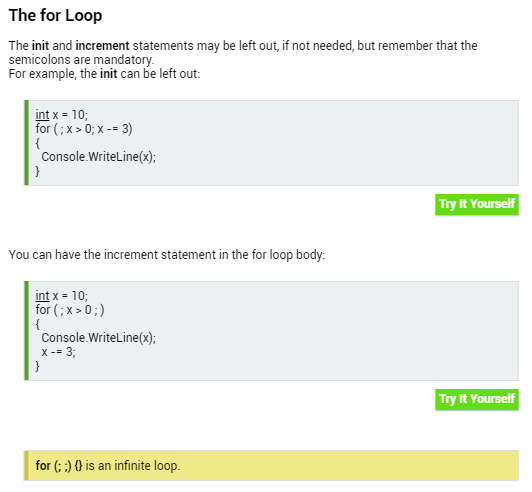 The for Loop
The init and increment statements may be left out, if not needed, but remember that the
semicolons are mandatory.
For example, the init can be left out:
int x = 10;
for ( ; x > 0; x -= 3)
{
Console.WriteLine(x);
}
Try It Yourself
You can have the increment statement in the for loop body:
int x = 10;
for ( ; x > 0 ; )
{
Console.WriteLine(x);
x -= 3;
}
Try It Yourself
for (; ;) {} is an infinite loop.